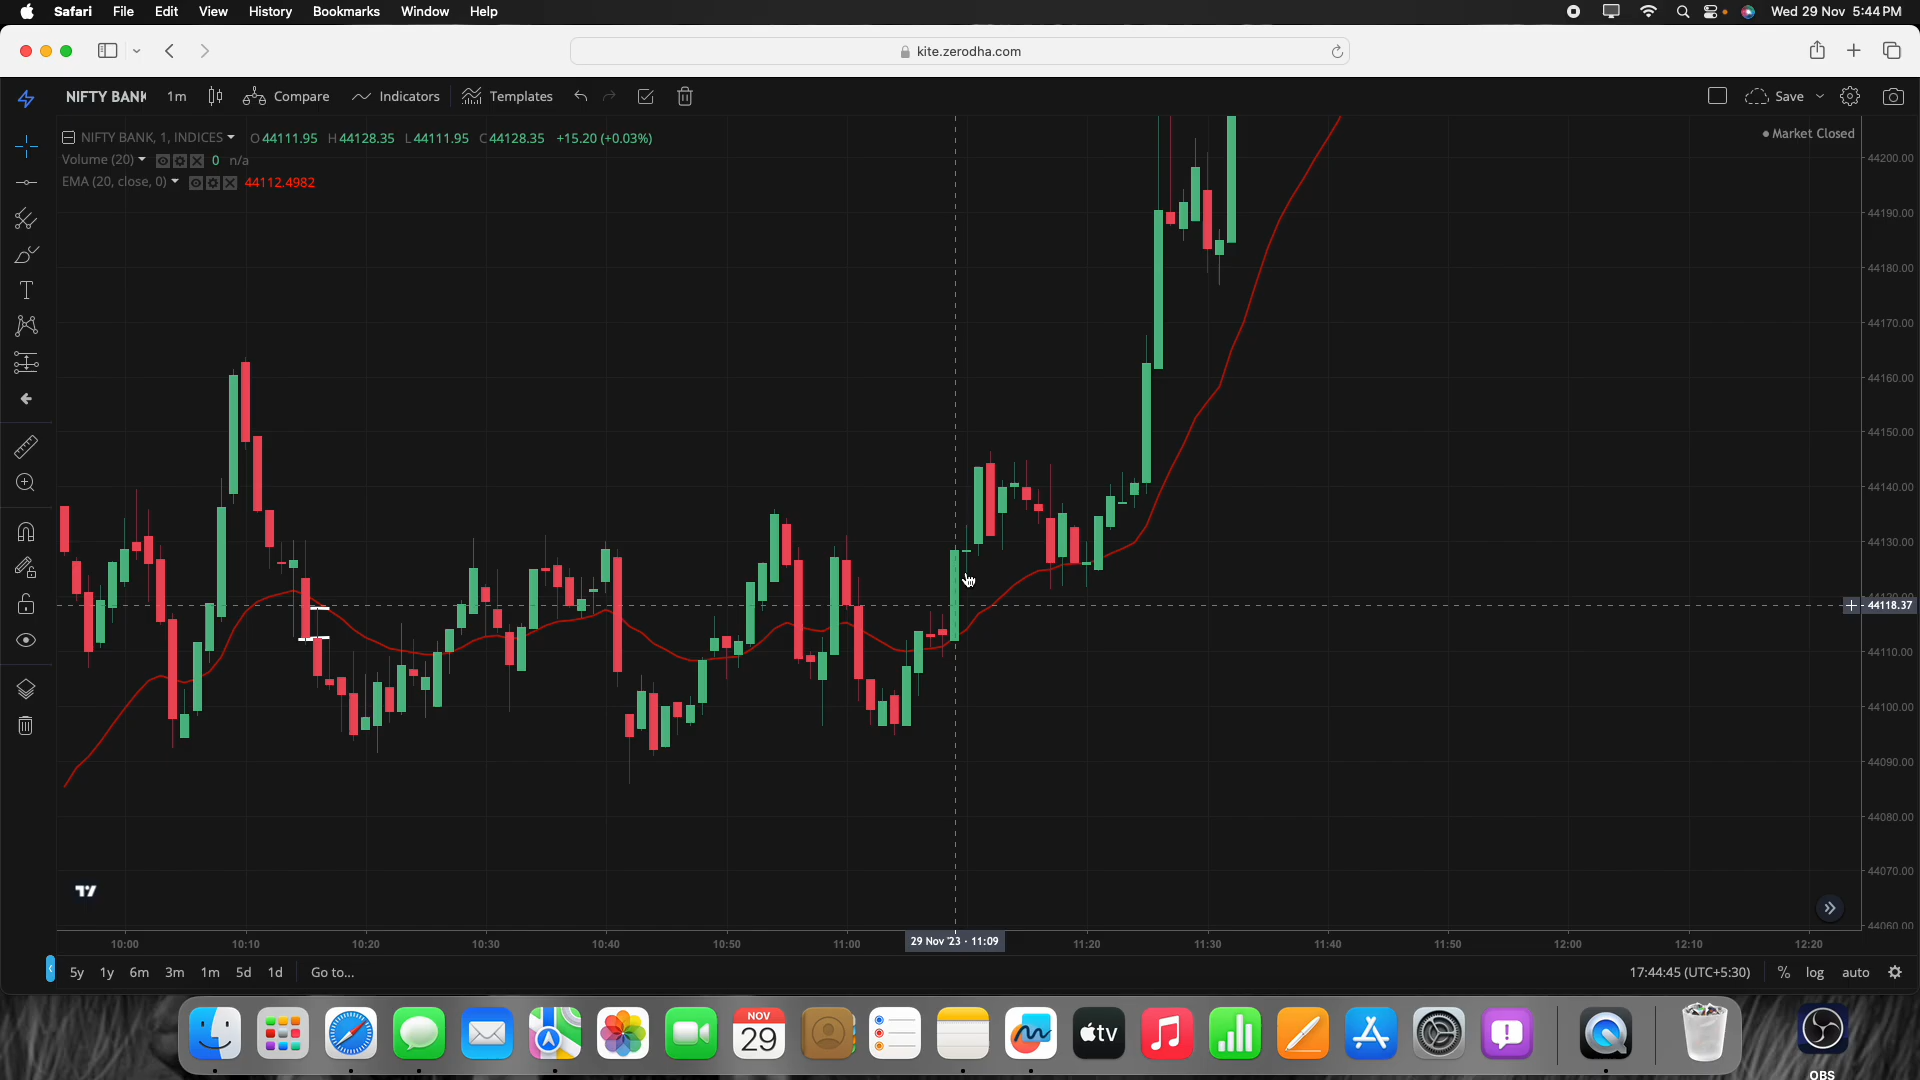 Safari File Edit View History Bookmarks Window Help Wed 29 Nov 5:44 PM
kite.zerodha.com
NIFTY BANK 1m Compare Indicators Templates Save
NIFTY BANK, 1, INDICES O44111.95 H44128.35 L44111.95 C44128.35 +15.20 (+0.03%) Market Closed
Volume (20) 0 n/a
EMA (20, close, 0) 44112.4982
44200.00
44190.00
44180.00
44170.00
44160.00
44150.00
44140.00
44130.00
44118.37
44110.00
44100.00
44090.00
44080.00
44070.00
44060.00
10:00 10:10 10:20 10:30 10:40 10:50 11:00 29 Nov '23 - 11:09 11:20 11:30 11:40 11:50 12:00 12:10 12:20
5y 1y 6m 3m 1m 5d 1d Go to... 17:44:45 (UTC+5:30) % log auto
NOV
29
tv
OBS